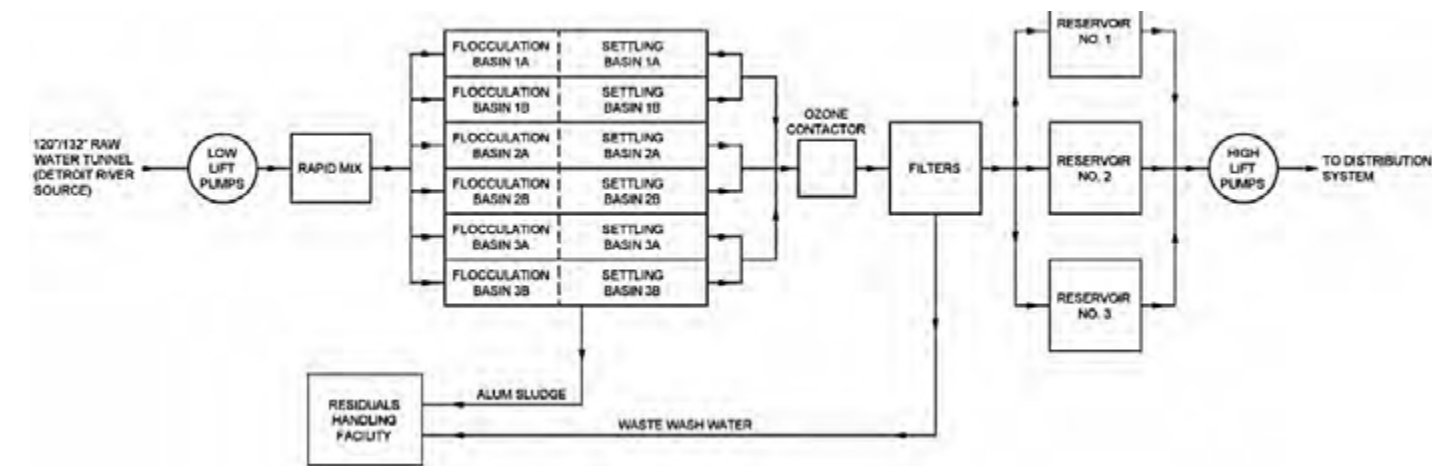 120"/132" RAW
WATER TUNNEL
(DETROIT RIVER
SOURCE)
LOW
LIFT
PUMPS
RAPID MIX
FLOCCULATION
BASIN 1A
SETTLING
BASIN 1A
FLOCCULATION
BASIN 1B
SETTLING
BASIN 1B
FLOCCULATION
BASIN 2A
SETTLING
BASIN 2A
FLOCCULATION
BASIN 2B
SETTLING
BASIN 2B
FLOCCULATION
BASIN 3A
SETTLING
BASIN 3A
FLOCCULATION
BASIN 3B
SETTLING
BASIN 3B
OZONE
CONTACTOR
FILTERS
RESERVOIR
NO. 1
RESERVOIR
NO. 2
RESERVOIR
NO. 3
HIGH
LIFT
PUMPS
TO DISTRIBUTION
SYSTEM
ALUM SLUDGE
WASTE WASH WATER
RESIDUALS
HANDLING
FACILITY